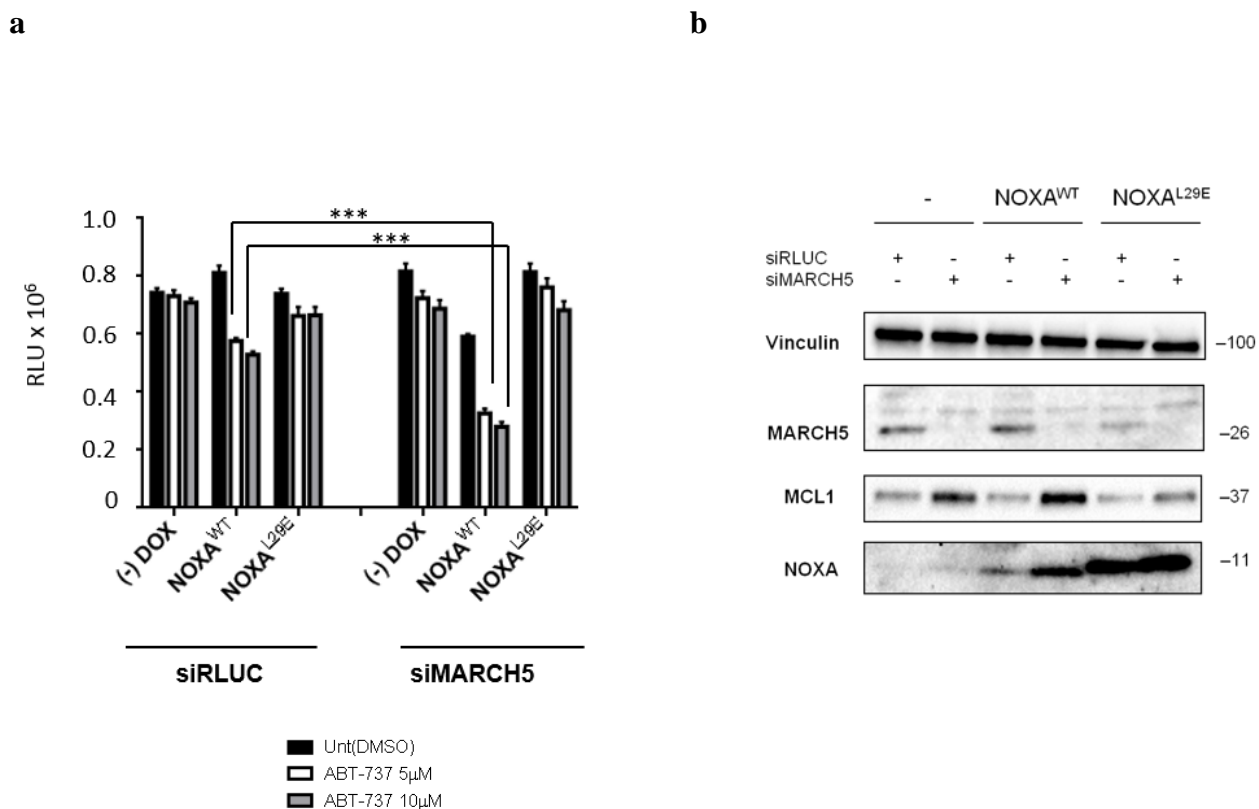 a
***
***
1.0
0.8
0.6
0.4
0.2
0
RLU x 10⁶
(-) DOX
NOXAᵂᵀ
NOXAᴸ²⁹ᴱ
(-) DOX
NOXAᵂᵀ
NOXAᴸ²⁹ᴱ
siRLUC
siMARCH5
Unt(DMSO)
ABT-737 5μM
ABT-737 10μM
b
- NOXAᵂᵀ NOXAᴸ²⁹ᴱ
siRLUC + - + - + -
siMARCH5 - + - + - +
Vinculin –100
MARCH5 –26
MCL1 –37
NOXA –11